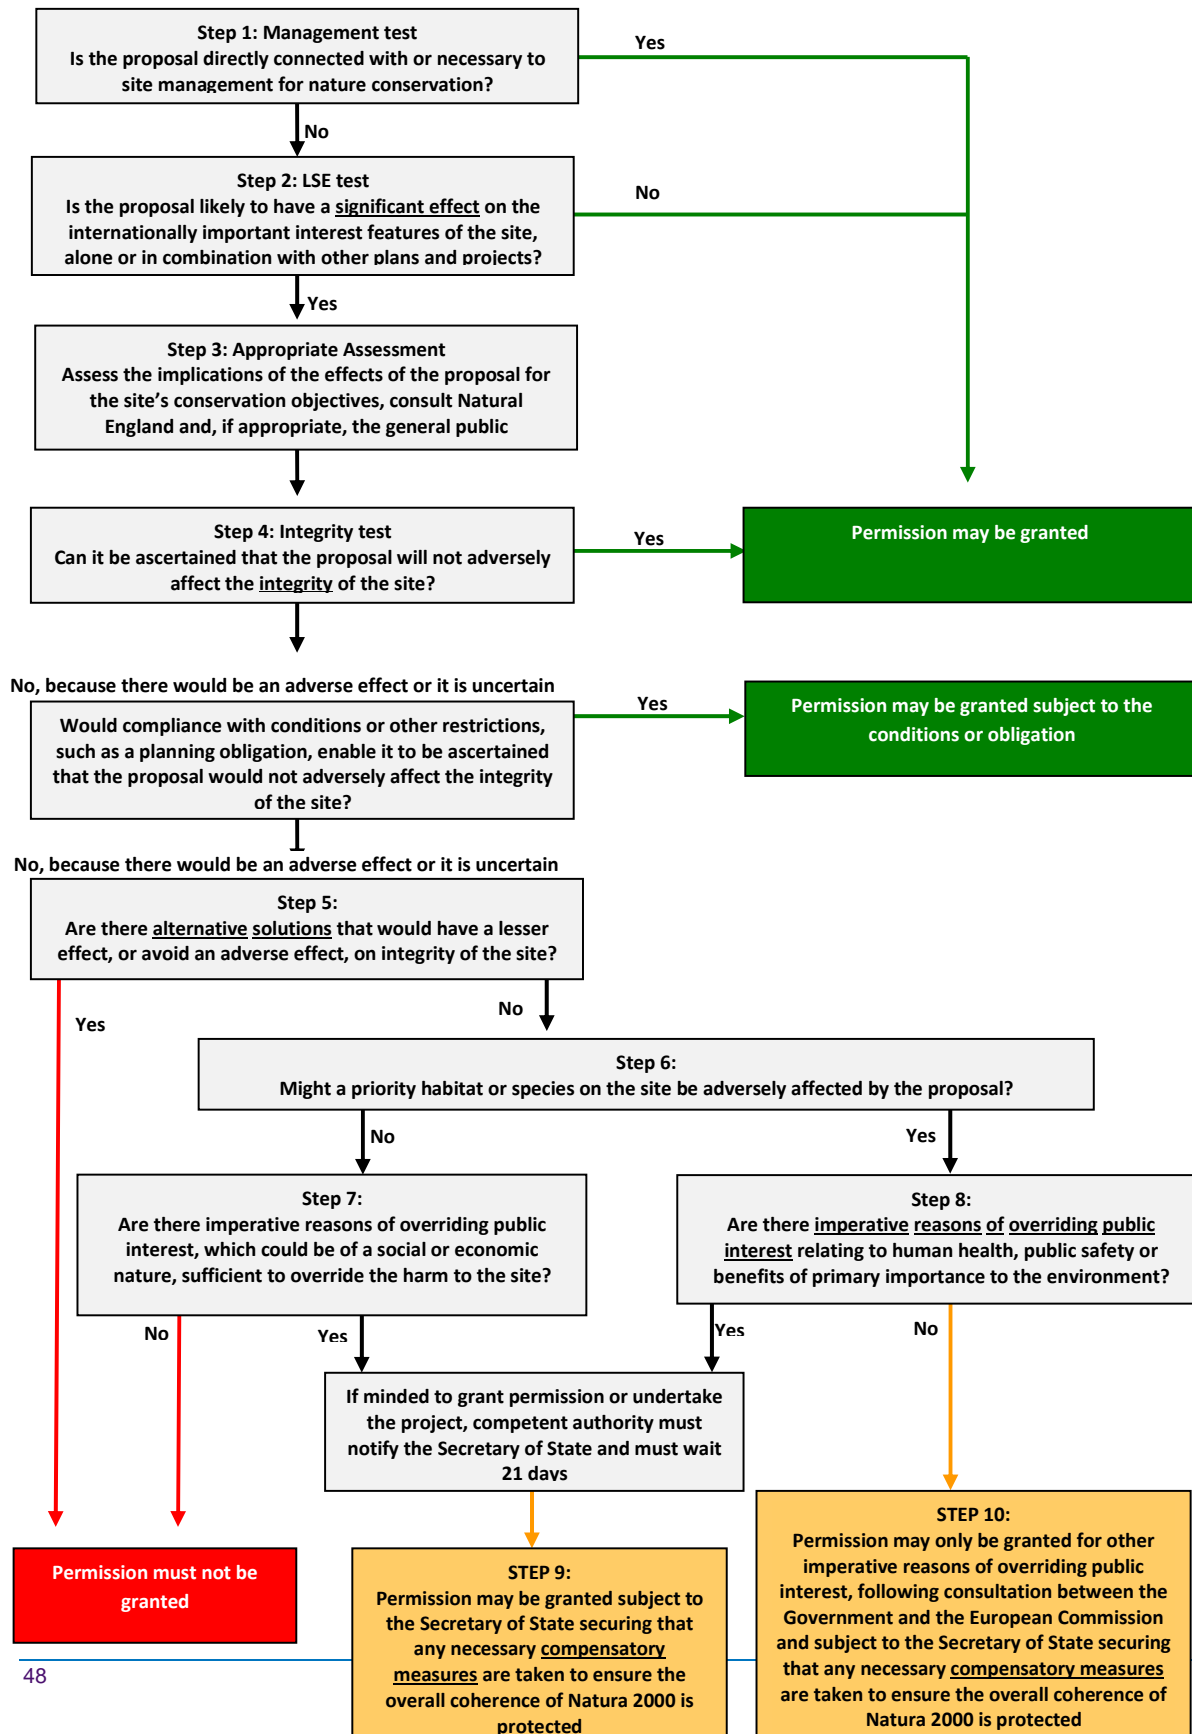 Step 1: Management test
Is the proposal directly connected with or necessary to
site management for nature conservation?
Yes
No
Step 2: LSE test
Is the proposal likely to have a significant effect on the
internationally important interest features of the site,
alone or in combination with other plans and projects?
No
Yes
Step 3: Appropriate Assessment
Assess the implications of the effects of the proposal for
the site’s conservation objectives, consult Natural
England and, if appropriate, the general public
Step 4: Integrity test
Can it be ascertained that the proposal will not adversely
affect the integrity of the site?
Yes
Permission may be granted
No, because there would be an adverse effect or it is uncertain
Would compliance with conditions or other restrictions,
such as a planning obligation, enable it to be ascertained
that the proposal would not adversely affect the integrity
of the site?
Yes
Permission may be granted subject to the
conditions or obligation
No, because there would be an adverse effect or it is uncertain
Step 5:
Are there alternative solutions that would have a lesser
effect, or avoid an adverse effect, on integrity of the site?
Yes
No
Step 6:
Might a priority habitat or species on the site be adversely affected by the proposal?
No
Yes
Step 7:
Are there imperative reasons of overriding public
interest, which could be of a social or economic
nature, sufficient to override the harm to the site?
Step 8:
Are there imperative reasons of overriding public
interest relating to human health, public safety or
benefits of primary importance to the environment?
No
Yes
Yes
No
If minded to grant permission or undertake
the project, competent authority must
notify the Secretary of State and must wait
21 days
Permission must not be
granted
STEP 9:
Permission may be granted subject to
the Secretary of State securing that
any necessary compensatory
measures are taken to ensure the
overall coherence of Natura 2000 is
protected
STEP 10:
Permission may only be granted for other
imperative reasons of overriding public
interest, following consultation between the
Government and the European Commission
and subject to the Secretary of State securing
that any necessary compensatory measures
are taken to ensure the overall coherence of
Natura 2000 is protected
48